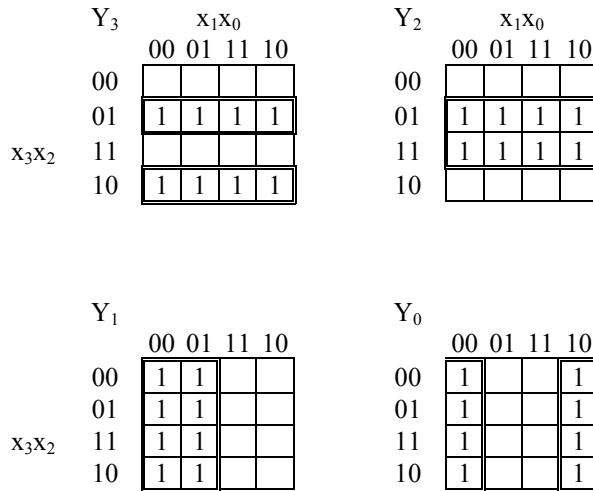 Y3 x1x0 Y2 x1x0
00 01 11 10 00 01 11 10
00 00
01 1 1 1 1 01 1 1 1 1
x3x2 11 11 1 1 1 1
10 1 1 1 1 10
Y1 Y0
00 01 11 10 00 01 11 10
00 1 1 00 1 1
01 1 1 01 1 1
x3x2 11 1 1 11 1 1
10 1 1 10 1 1